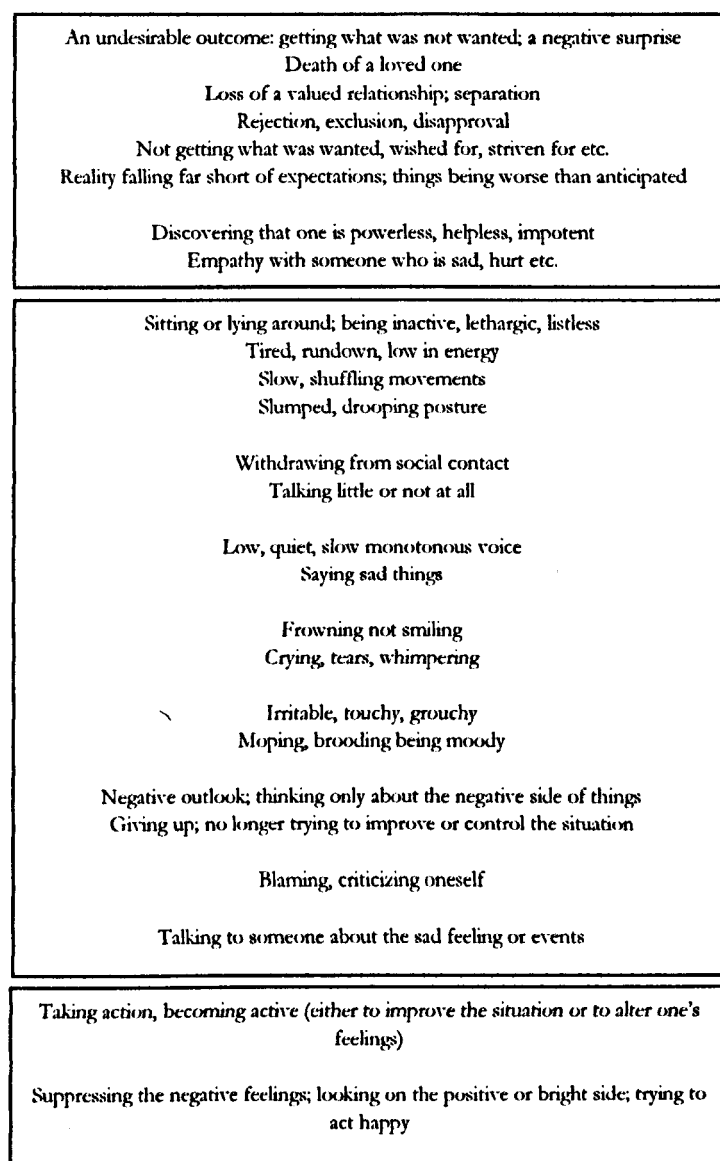 An undesirable outcome: getting what was not wanted; a negative surprise
Death of a loved one
Loss of a valued relationship; separation
Rejection, exclusion, disapproval
Not getting what was wanted, wished for, striven for etc.
Reality falling far short of expectations; things being worse than anticipated
Discovering that one is powerless, helpless, impotent
Empathy with someone who is sad, hurt etc.
Sitting or lying around; being inactive, lethargic, listless
Tired, rundown, low in energy
Slow, shuffling movements
Slumped, drooping posture
Withdrawing from social contact
Talking little or not at all
Low, quiet, slow monotonous voice
Saying sad things
Frowning not smiling
Crying, tears, whimpering
Irritable, touchy, grouchy
Moping, brooding being moody
Negative outlook; thinking only about the negative side of things
Giving up; no longer trying to improve or control the situation
Blaming, criticizing oneself
Talking to someone about the sad feeling or events
Taking action, becoming active (either to improve the situation or to alter one's
feelings)
Suppressing the negative feelings; looking on the positive or bright side; trying to
act happy